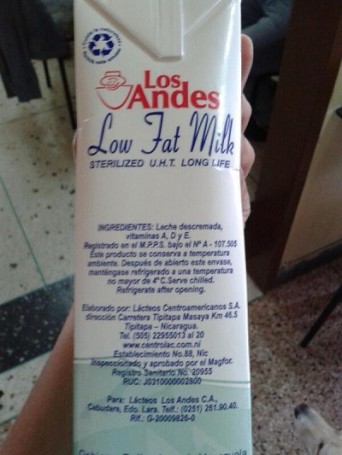 Los
Andes
Low Fat Milk
STERILIZED U.H.T. LONG LIFE
INGREDIENTES: Leche descremada,
vitaminas A, D y E.
Registrado en el M.P.P.S. bajo el Nº A - 107.505
Este producto se conserva a temperatura
ambiente. Después de abierto este envase,
manténgase refrigerado a una temperatura
no mayor de 4°C.Serve chilled.
Refrigerate after opening.
Elaborado por: Lácteos Centroamericanos S.A.
dirección Carretera Tipitapa Masaya Km 46.5
Tipitapa – Nicaragua.
Tel. (505) 22955013 al 20
www.centrolac.com.ni
Establecimiento No.88, Nic
Inspeccionado y aprobado por el Magfor.
Registro Sanitario No. 20955
RUC: J0310000002800
Para: Lácteos Los Andes C.A.,
Cabudare, Edo. Lara. Telf.: (0251) 261.90.40.
Rif.: G-20009826-0